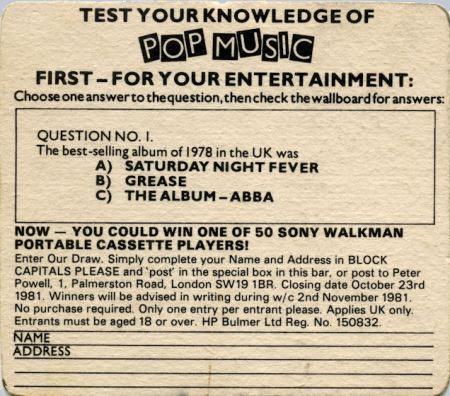 TEST YOUR KNOWLEDGE OF
POP MUSIC
FIRST – FOR YOUR ENTERTAINMENT:
Choose one answer to the question, then check the wallboard for answers:
QUESTION NO. 1.
The best-selling album of 1978 in the UK was
A) SATURDAY NIGHT FEVER
B) GREASE
C) THE ALBUM – ABBA
NOW — YOU COULD WIN ONE OF 50 SONY WALKMAN
PORTABLE CASSETTE PLAYERS!
Enter Our Draw. Simply complete your Name and Address in BLOCK
CAPITALS PLEASE and 'post' in the special box in this bar, or post to Peter
Powell, 1, Palmerston Road, London SW19 1BR. Closing date October 23rd
1981. Winners will be advised in writing during w/c 2nd November 1981.
No purchase required. Only one entry per entrant please. Applies UK only.
Entrants must be aged 18 or over. HP Bulmer Ltd Reg. No. 150832.
NAME
ADDRESS